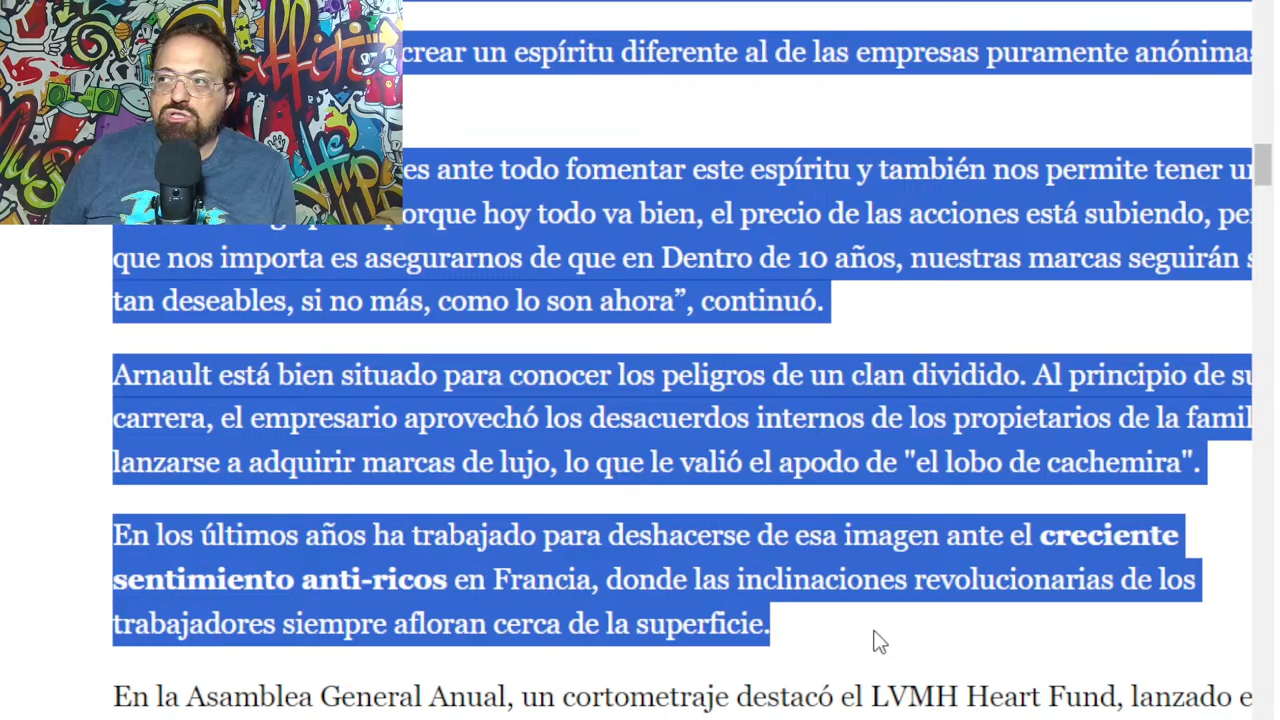 crear un espíritu diferente al de las empresas puramente anónimas
es ante todo fomentar este espíritu y también nos permite tener
porque hoy todo va bien, el precio de las acciones está subiendo,
que nos importa es asegurarnos de que en Dentro de 10 años, nuestras marcas seguirán
tan deseables, si no más, como lo son ahora”, continuó.
Arnault está bien situado para conocer los peligros de un clan dividido. Al principio de
carrera, el empresario aprovechó los desacuerdos internos de los propietarios de la
lanzarse a adquirir marcas de lujo, lo que le valió el apodo de "el lobo de cachemira".
En los últimos años ha trabajado para deshacerse de esa imagen ante el creciente
sentimiento anti-ricos en Francia, donde las inclinaciones revolucionarias de los
trabajadores siempre afloran cerca de la superficie.
En la Asamblea General Anual, un cortometraje destacó el LVMH Heart Fund, lanzado